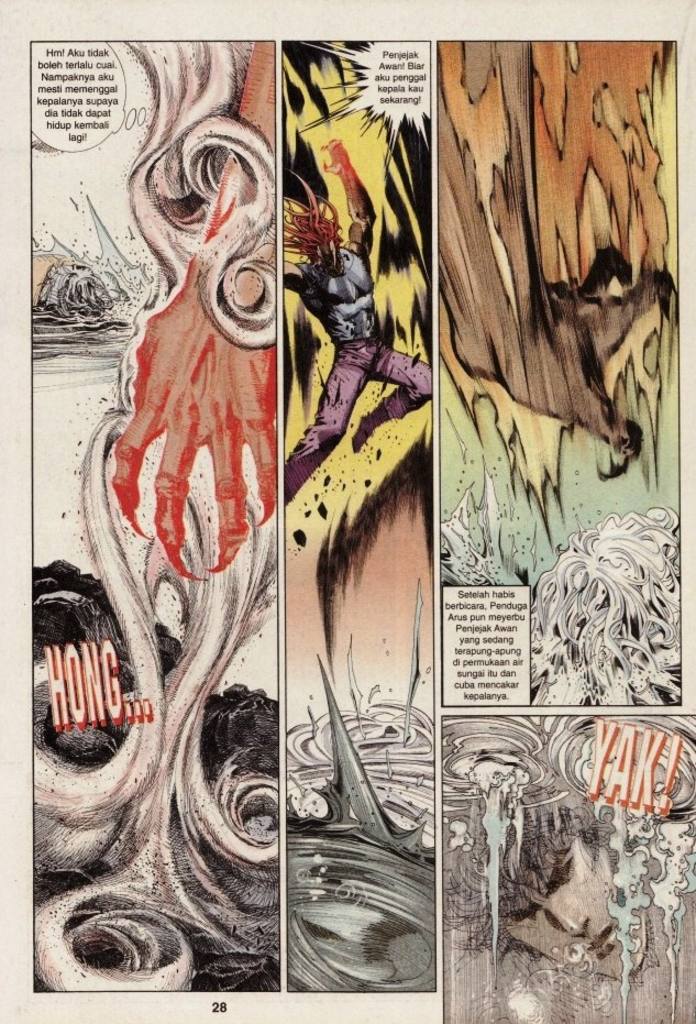 Hm! Aku tidak
boleh terlalu cuai.
Nampaknya aku
mesti memenggal
kepalanya supaya
dia tidak dapat
hidup kembali
lagi!
HONG...
Penjejak
Awan! Biar
aku penggal
kepala kau
sekarang!
Setelah habis
berbicara, Penduga
Arus pun meyerbu
Penjejak Awan
yang sedang
terapung-apung
di permukaan air
sungai itu dan
cuba mencakar
kepalanya.
YAK!
28